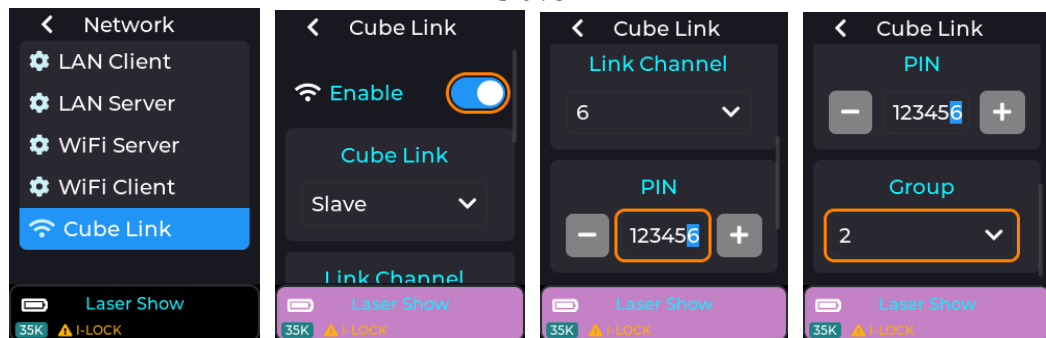 Network
LAN Client
LAN Server
WiFi Server
WiFi Client
Cube Link
Laser Show
35K I-LOCK
Cube Link
Enable
Cube Link
Slave
Link Channel
Laser Show
35K I-LOCK
Cube Link
Link Channel
6
PIN
123456
Laser Show
35K I-LOCK
Cube Link
PIN
123456
Group
2
Laser Show
35K I-LOCK